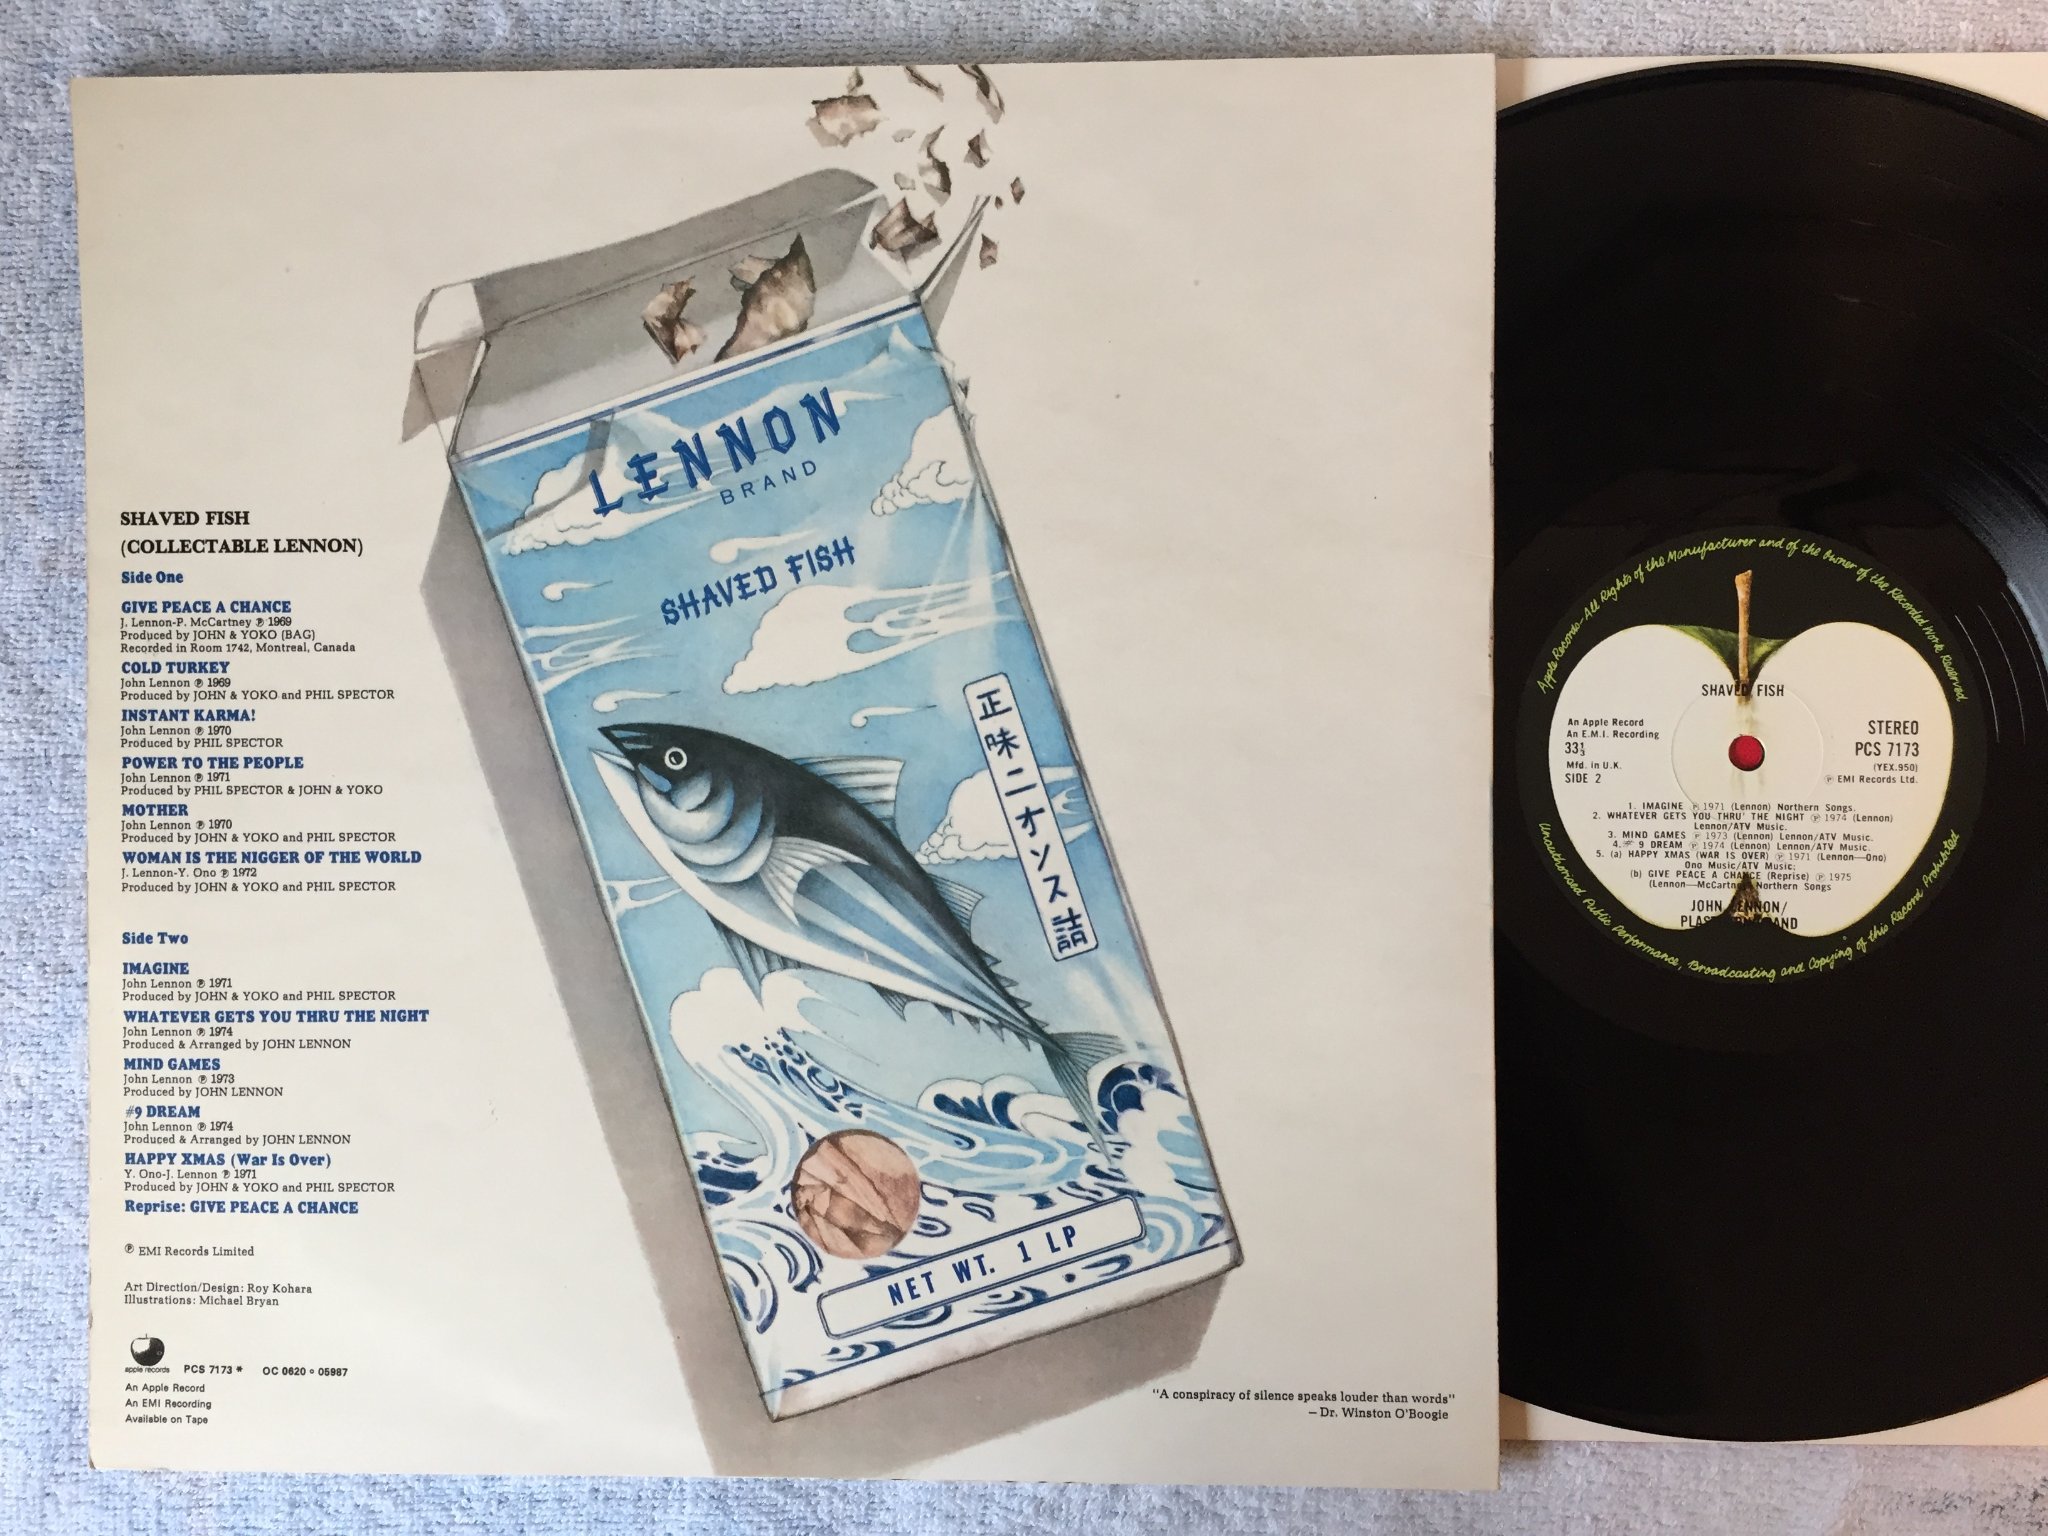 SHAVED FISH
(COLLECTABLE LENNON)
Side One
GIVE PEACE A CHANCE
J. Lennon-P. McCartney ℗ 1969
Produced by JOHN & YOKO (BAG)
Recorded in Room 1742, Montreal, Canada
COLD TURKEY
John Lennon ℗ 1969
Produced by JOHN & YOKO and PHIL SPECTOR
INSTANT KARMA!
John Lennon ℗ 1970
Produced by PHIL SPECTOR
POWER TO THE PEOPLE
John Lennon ℗ 1971
Produced by PHIL SPECTOR & JOHN & YOKO
MOTHER
John Lennon ℗ 1970
Produced by JOHN & YOKO and PHIL SPECTOR
WOMAN IS THE NIGGER OF THE WORLD
J. Lennon-Y. Ono ℗ 1972
Produced by JOHN & YOKO and PHIL SPECTOR
Side Two
IMAGINE
John Lennon ℗ 1971
Produced by JOHN & YOKO and PHIL SPECTOR
WHATEVER GETS YOU THRU THE NIGHT
John Lennon ℗ 1974
Produced & Arranged by JOHN LENNON
MIND GAMES
John Lennon ℗ 1973
Produced by JOHN LENNON
#9 DREAM
John Lennon ℗ 1974
Produced & Arranged by JOHN LENNON
HAPPY XMAS (War Is Over)
Y. Ono-J. Lennon ℗ 1971
Produced by JOHN & YOKO and PHIL SPECTOR
Reprise: GIVE PEACE A CHANCE
℗ EMI Records Limited
Art Direction/Design: Roy Kohara
Illustrations: Michael Bryan
apple records PCS 7173 * OC 0620 ○ 05987
An Apple Record
An EMI Recording
Available on Tape
LENNON
BRAND
SHAVED FISH
正味二オンス詰
NET WT. 1 LP
"A conspiracy of silence speaks louder than words"
– Dr. Winston O'Boogie
Apple Records–All Rights of the Manufacturer and of the Owner of the Recorded Work Reserved
SHAVED FISH
An Apple Record
An E.M.I. Recording
33⅓
Mfd. in U.K.
SIDE 2
STEREO
PCS 7173
(YEX.950)
℗ EMI Records Ltd.
1. IMAGINE ℗ 1971 (Lennon) Northern Songs.
2. WHATEVER GETS YOU THRU' THE NIGHT ℗ 1974 (Lennon)
Lennon/ATV Music.
3. MIND GAMES ℗ 1973 (Lennon) Lennon/ATV Music.
4. # 9 DREAM ℗ 1974 (Lennon) Lennon/ATV Music.
5. (a) HAPPY XMAS (WAR IS OVER) ℗ 1971 (Lennon—Ono)
Ono Music/ATV Music;
(b) GIVE PEACE A CHANCE (Reprise) ℗ 1975
(Lennon—McCartney) Northern Songs
JOHN LENNON/
PLASTIC ONO BAND
Unauthorised Public Performance, Broadcasting and Copying of this Record Prohibited